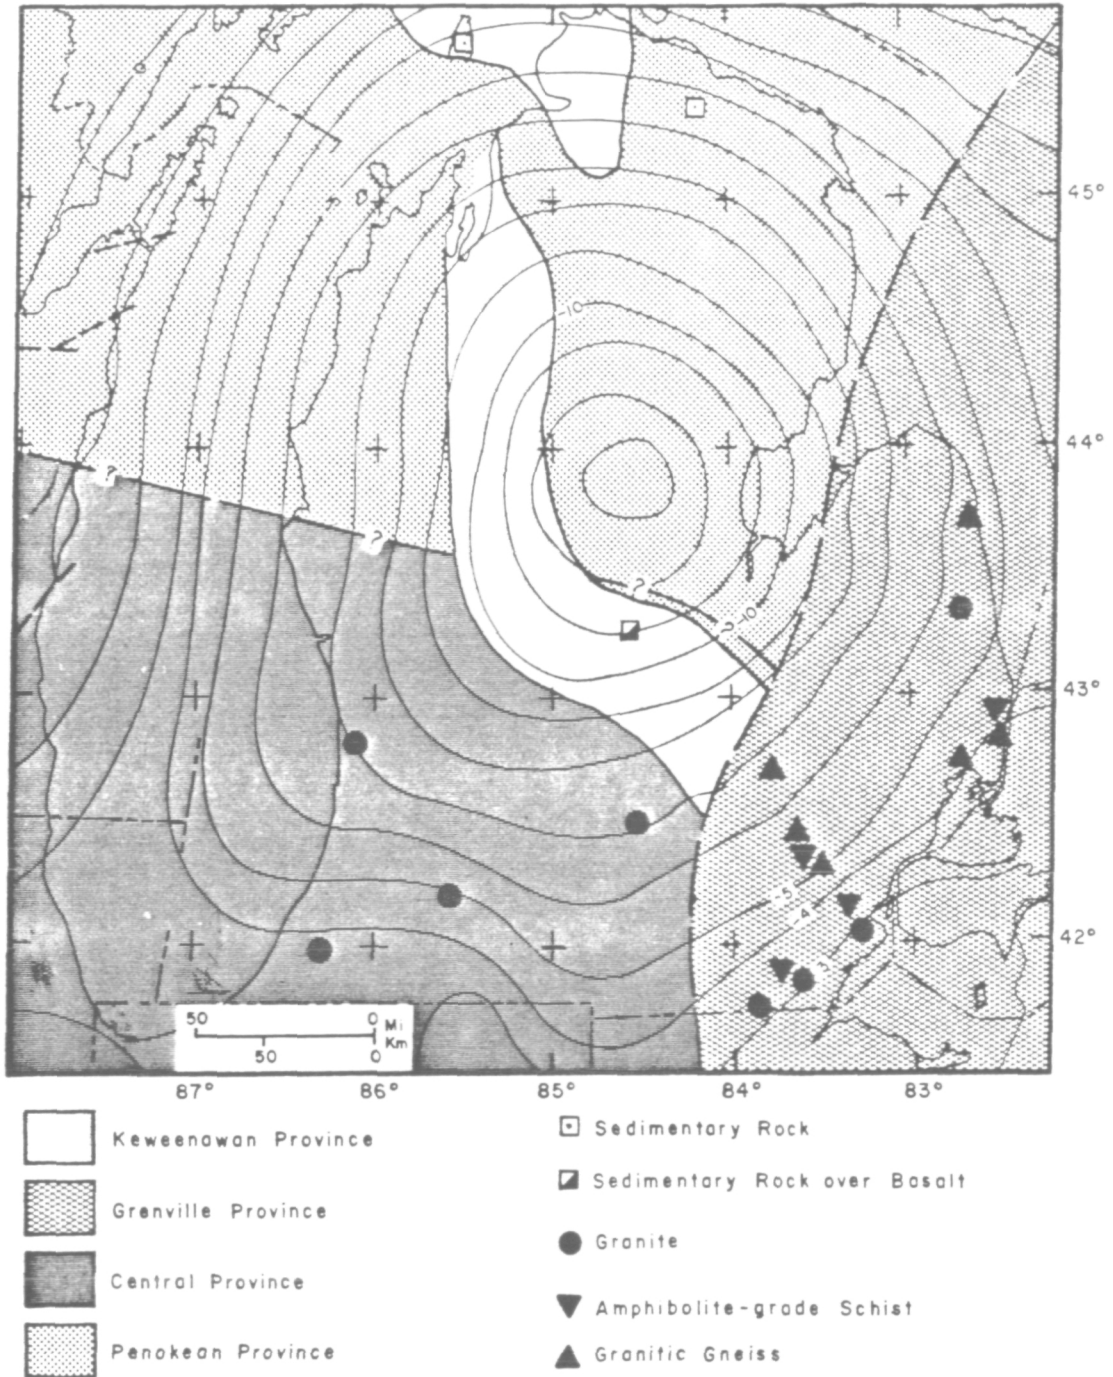 -10
45°
44°
?
?
?
?
-10
43°
-5
-4
3
42°
50 0 Mi
Km
50 0
87° 86° 85° 84° 83°
Keweenawan Province
Grenville Province
Central Province
Penokean Province
Sedimentary Rock
Sedimentary Rock over Basalt
Granite
Amphibolite-grade Schist
Granitic Gneiss